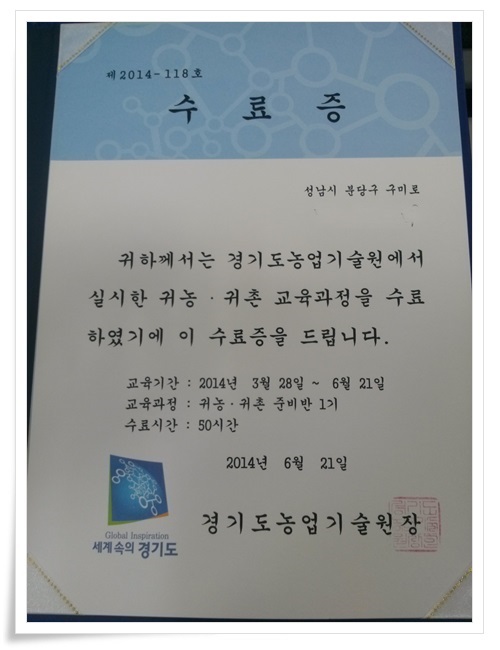 제2014-118호
수 료 증
성남시 분당구 구미로
귀하께서는 경기도농업기술원에서
실시한 귀농·귀촌 교육과정을 수료
하였기에 이 수료증을 드립니다.
교육기간 : 2014년 3월 28일 ~ 6월 21일
교육과정 : 귀농·귀촌 준비반 1기
수료시간 : 50시간
2014년 6월 21일
Global Inspiration
세계속의 경기도
경기도농업기술원장